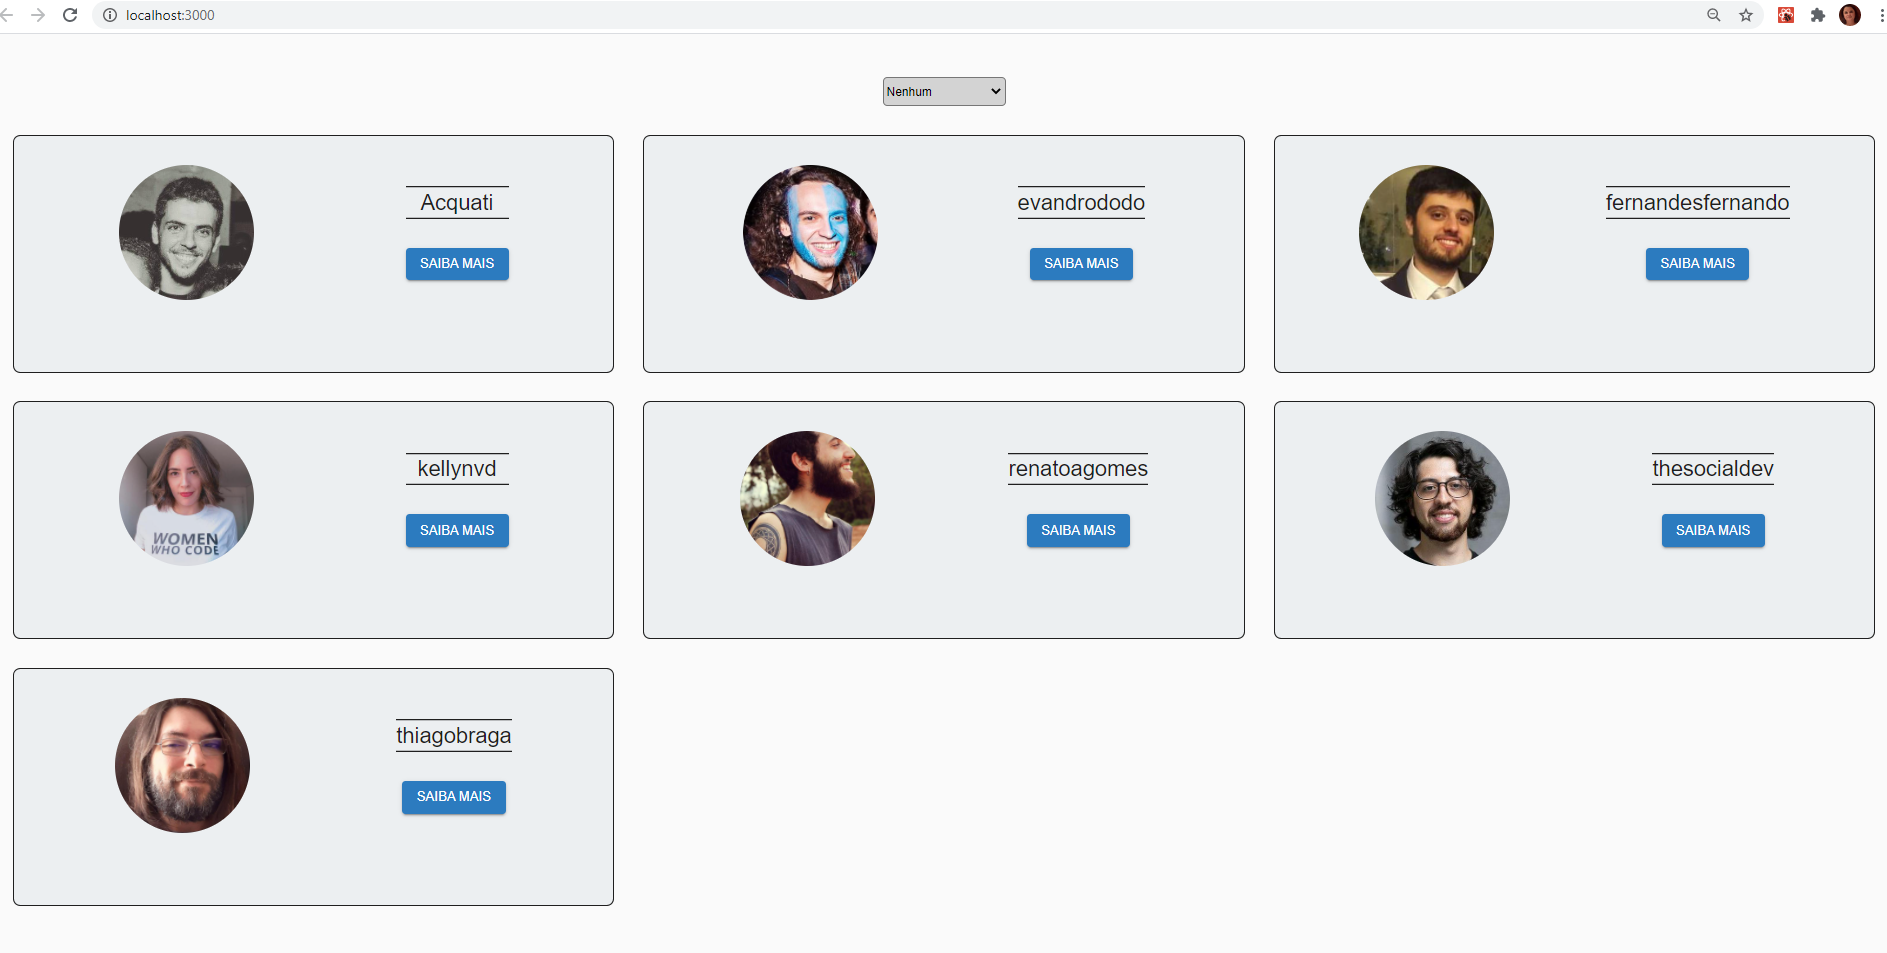 localhost:3000
Nenhum
Acquati
SAIBA MAIS
evandrododo
SAIBA MAIS
fernandesfernando
SAIBA MAIS
kellynvd
SAIBA MAIS
WOMEN
WHO CODE
renatoagomes
SAIBA MAIS
thesocialdev
SAIBA MAIS
thiagobraga
SAIBA MAIS